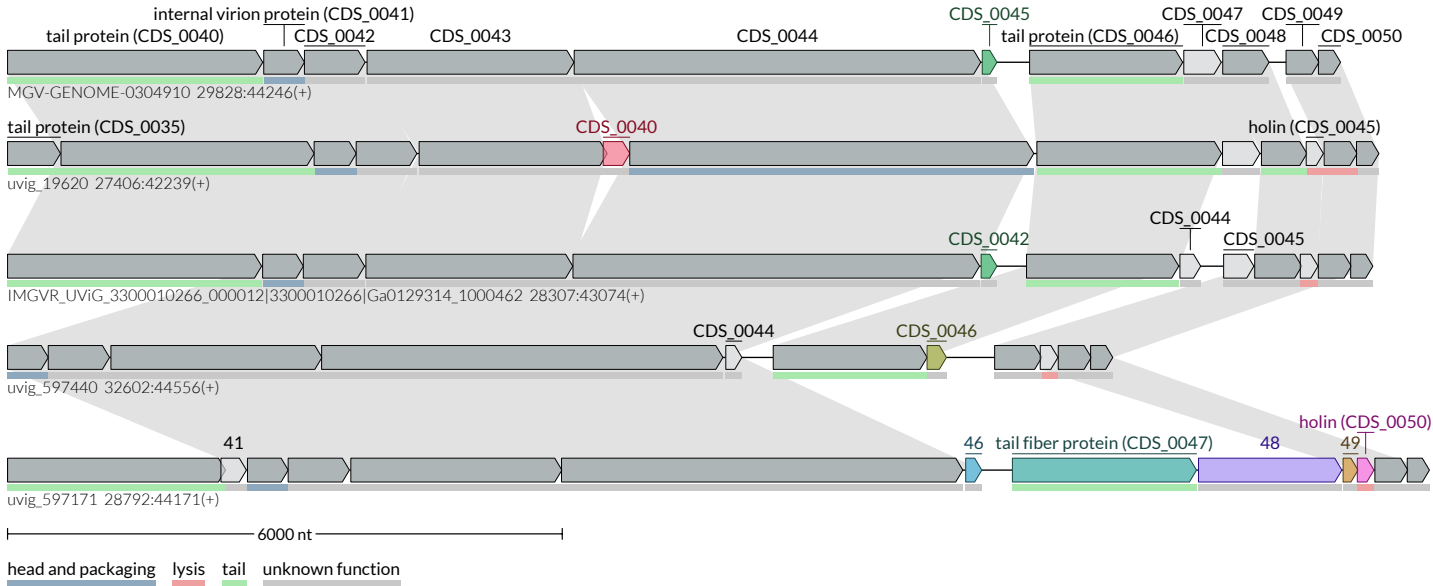 internal virion protein (CDS_0041) CDS_0045 CDS_0047 CDS_0049
tail protein (CDS_0040) CDS_0042 CDS_0043 CDS_0044 tail protein (CDS_0046) CDS_0048 CDS_0050
MGV-GENOME-0304910 29828:44246(+)
tail protein (CDS_0035) CDS_0040 holin (CDS_0045)
uvig_19620 27406:42239(+)
CDS_0044
CDS_0042 CDS_0045
IMGVR_UViG_3300010266_000012|3300010266|Ga0129314_1000462 28307:43074(+)
CDS_0044 CDS_0046
uvig_597440 32602:44556(+)
holin (CDS_0050)
41 46 tail fiber protein (CDS_0047) 48 49
uvig_597171 28792:44171(+)
6000 nt
head and packaging lysis tail unknown function